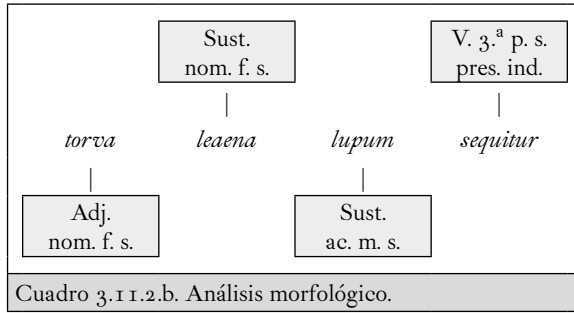 Sust.
nom. f. s.
V. 3.ª p. s.
pres. ind.
torva leaena lupum sequitur
Adj.
nom. f. s.
Sust.
ac. m. s.
Cuadro 3.11.2.b. Análisis morfológico.